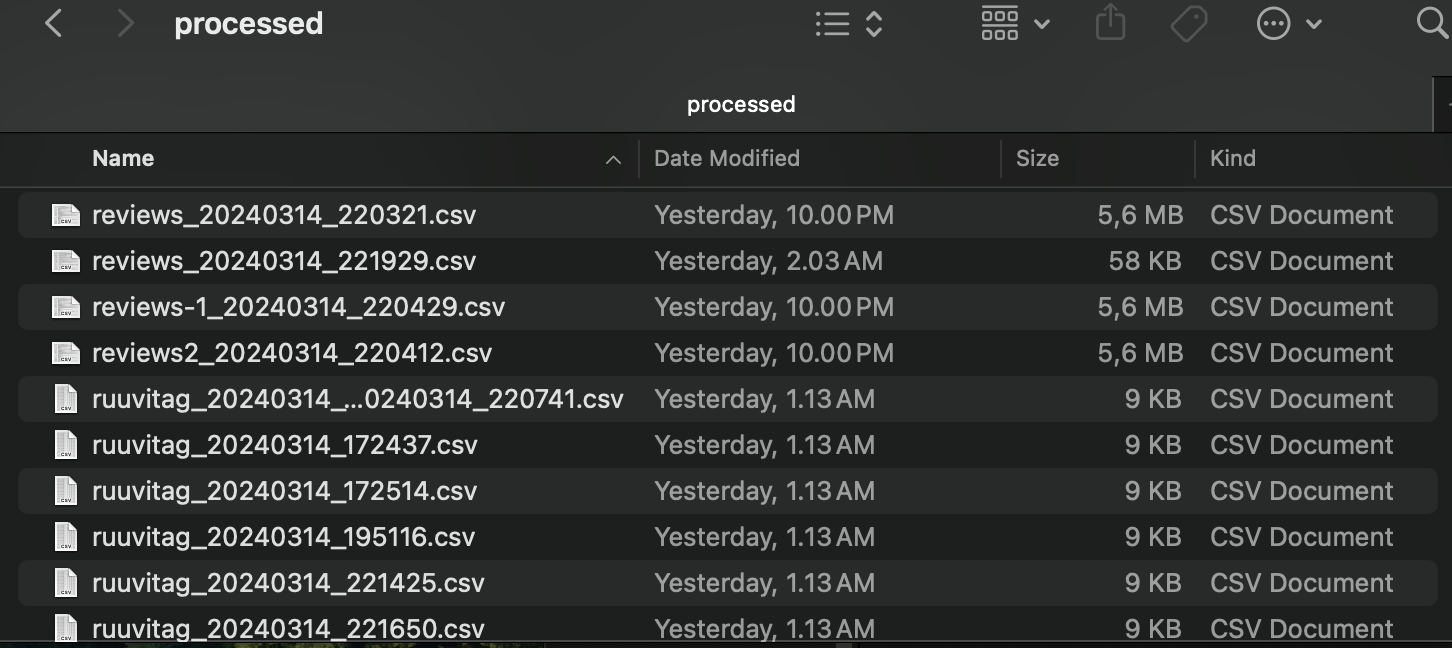 processed
processed
Name Date Modified Size Kind
reviews_20240314_220321.csv Yesterday, 10.00 PM 5,6 MB CSV Document
reviews_20240314_221929.csv Yesterday, 2.03 AM 58 KB CSV Document
reviews-1_20240314_220429.csv Yesterday, 10.00 PM 5,6 MB CSV Document
reviews2_20240314_220412.csv Yesterday, 10.00 PM 5,6 MB CSV Document
ruuvitag_20240314_...0240314_220741.csv Yesterday, 1.13 AM 9 KB CSV Document
ruuvitag_20240314_172437.csv Yesterday, 1.13 AM 9 KB CSV Document
ruuvitag_20240314_172514.csv Yesterday, 1.13 AM 9 KB CSV Document
ruuvitag_20240314_195116.csv Yesterday, 1.13 AM 9 KB CSV Document
ruuvitag_20240314_221425.csv Yesterday, 1.13 AM 9 KB CSV Document
ruuvitag_20240314_221650.csv Yesterday, 1.13 AM 9 KB CSV Document